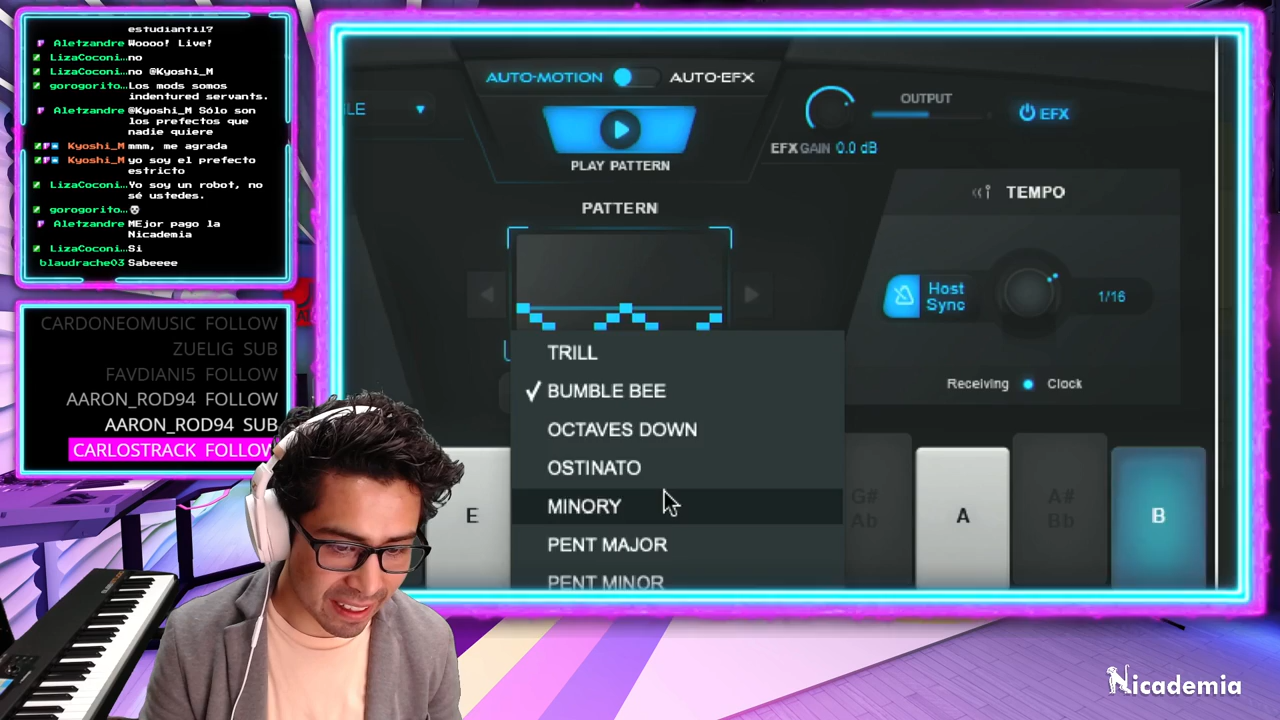 estudiantil?
Aletzandre Woooo! Live!
LizaCoconi… no
LizaCoconi… no @Kyoshi_M
gorogorito… Los mods somos
indentured servants.
Aletzandre @Kyoshi_M Sólo son
los prefectos que
nadie quiere
Kyoshi_M mmm, me agrada
Kyoshi_M yo soy el prefecto
estricto
LizaCoconi… Yo soy un robot, no
sé ustedes.
gorogorito…
Aletzandre MEjor pago la
Nicademia
LizaCoconi… Si
blaudrache03 Sabeeee
CARDONEOMUSIC FOLLOW
ZUELIG SUB
FAVDIANI5 FOLLOW
AARON_ROD94 FOLLOW
AARON_ROD94 SUB
CARLOSTRACK FOLLOW
AUTO-MOTION AUTO-EFX
LE
PLAY PATTERN
OUTPUT
EFX
EFX GAIN 0.0 dB
PATTERN
TEMPO
Host
Sync
1/16
Receiving Clock
TRILL
✓ BUMBLE BEE
OCTAVES DOWN
OSTINATO
MINORY
PENT MAJOR
PENT MINOR
E
G#
Ab
A
A#
Bb
B
Nicademia